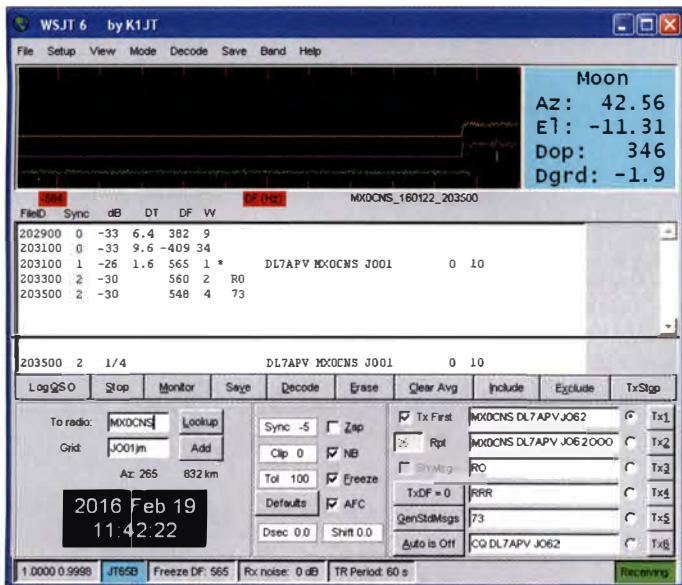 WSJT 6 by K1JT
File Setup View Mode Decode Save Band Help
Moon
Az: 42.56
El: -11.31
Dop: 346
Dgrd: -1.9
-564 DF (Hz) MX0CNS_160122_203500
FileID Sync dB DT DF W
202900 0 -33 6.4 382 9
203100 0 -33 9.6 -409 34
203100 1 -26 1.6 565 1 * DL7APV MX0CNS JO01 0 10
203300 2 -30 560 2 RO
203500 2 -30 548 4 73
203500 2 1/4 DL7APV MX0CNS JO01 0 10
LogQSO Stop Monitor Save Decode Erase Clear Avg Include Exclude TxStop
To radio: MX0CNS Lookup
Grid: JO01jm Add
Az: 265 832 km
2016 Feb 19
11:42:22
Sync -5 Zap
Clip 0 NB
Tol 100 Freeze
Defaults AFC
Dsec 0.0 Shift 0.0
Tx First MX0CNS DL7APV JO62 Tx1
Rpt MX0CNS DL7APV JO62 OOO Tx2
RO Tx3
TxDF = 0 RRR Tx4
GenStdMsgs 73 Tx5
Auto is Off CQ DL7APV JO62 Tx6
1.0000 0.9998 JT65B Freeze DF: 565 Rx noise: 0 dB TR Period: 60 s Receiving